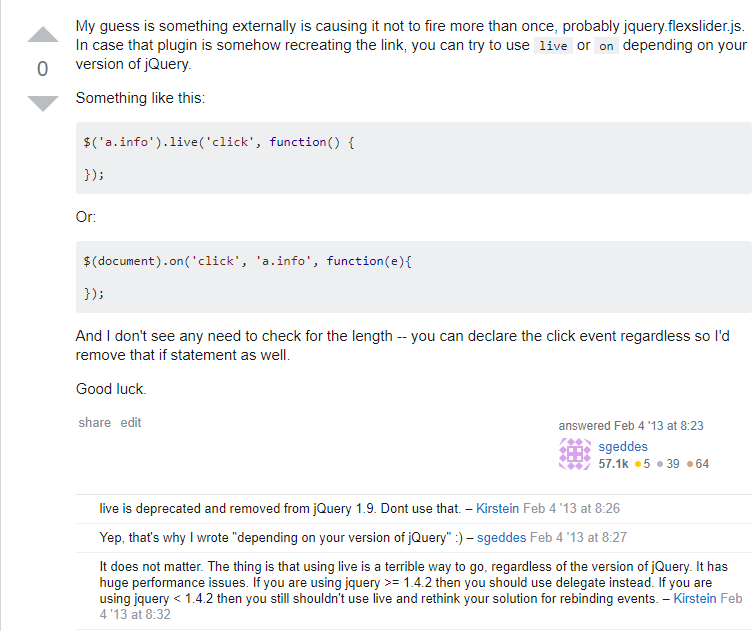 My guess is something externally is causing it not to fire more than once, probably jquery.flexslider.js.
In case that plugin is somehow recreating the link, you can try to use live or on depending on your
version of jQuery.
0
Something like this:
$('a.info').live('click', function() {
});
Or:
$(document).on('click', 'a.info', function(e){
});
And I don't see any need to check for the length -- you can declare the click event regardless so I'd
remove that if statement as well.
Good luck.
share edit
answered Feb 4 '13 at 8:23
sgeddes
57.1k ●5 ●39 ●64
live is deprecated and removed from jQuery 1.9. Dont use that. – Kirstein Feb 4 '13 at 8:26
Yep, that's why I wrote "depending on your version of jQuery" :) – sgeddes Feb 4 '13 at 8:27
It does not matter. The thing is that using live is a terrible way to go, regardless of the version of jQuery. It has
huge performance issues. If you are using jquery >= 1.4.2 then you should use delegate instead. If you are
using jquery < 1.4.2 then you still shouldn't use live and rethink your solution for rebinding events. – Kirstein Feb
4 '13 at 8:32